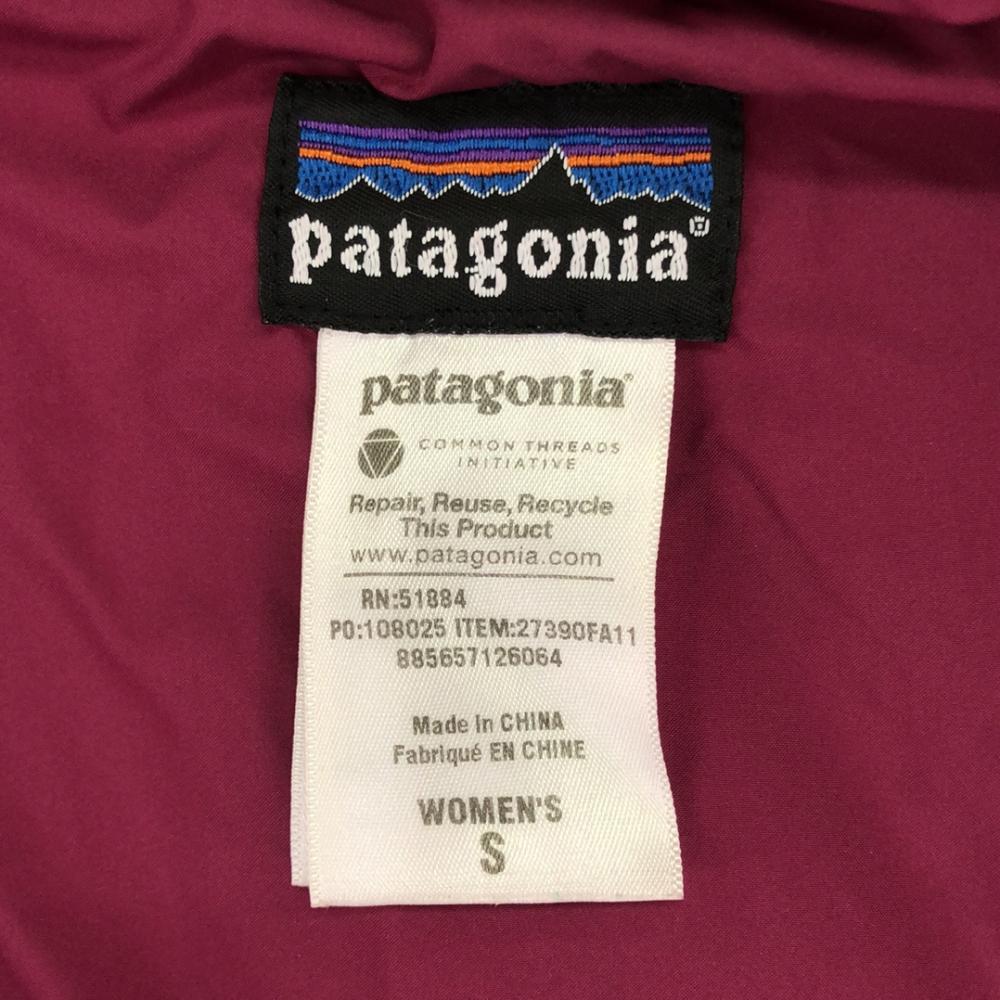 patagonia®
patagonia®
COMMON THREADS
INITIATIVE
Repair, Reuse, Recycle
This Product
www.patagonia.com
RN:51884
PO:108025 ITEM:27390FA11
885657126064
Made in CHINA
Fabriqué EN CHINE
WOMEN'S
S